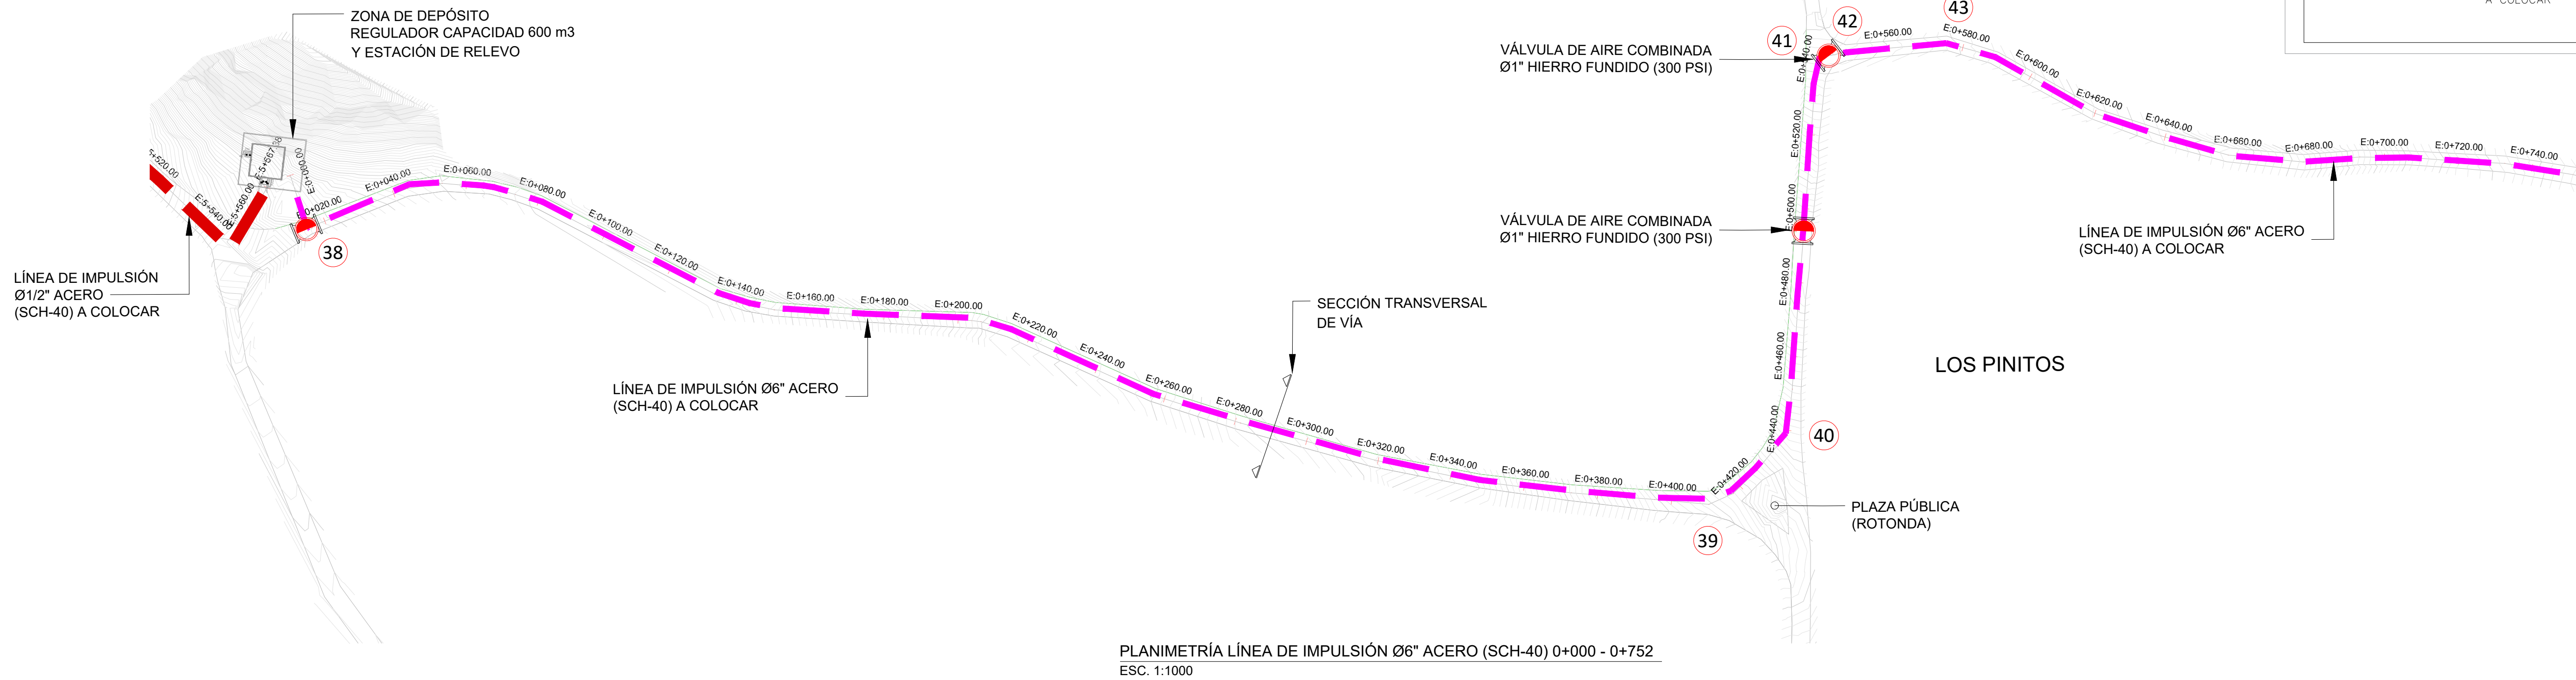 ZONA DE DEPÓSITO
REGULADOR CAPACIDAD 600 m3
Y ESTACIÓN DE RELEVO
5+520.00
E:5+540.00
E:5+560.00
E:0+000.00
E:0+020.00
E:0+040.00
E:0+060.00
E:0+080.00
E:0+100.00
E:0+120.00
E:0+140.00
E:0+160.00
E:0+180.00
E:0+200.00
E:0+220.00
E:0+240.00
E:0+260.00
E:0+280.00
E:0+300.00
E:0+320.00
E:0+340.00
E:0+360.00
E:0+380.00
E:0+400.00
E:0+420.00
E:0+440.00
E:0+460.00
E:0+480.00
E:0+500.00
E:0+520.00
E:0+560.00
E:0+580.00
E:0+600.00
E:0+620.00
E:0+640.00
E:0+660.00
E:0+680.00
E:0+700.00
E:0+720.00
E:0+740.00
38
39
40
41
42
43
LÍNEA DE IMPULSIÓN
Ø1/2" ACERO
(SCH-40) A COLOCAR
LÍNEA DE IMPULSIÓN Ø6" ACERO
(SCH-40) A COLOCAR
SECCIÓN TRANSVERSAL
DE VÍA
VÁLVULA DE AIRE COMBINADA
Ø1" HIERRO FUNDIDO (300 PSI)
VÁLVULA DE AIRE COMBINADA
Ø1" HIERRO FUNDIDO (300 PSI)
LOS PINITOS
PLAZA PÚBLICA
(ROTONDA)
LÍNEA DE IMPULSIÓN Ø6" ACERO
(SCH-40) A COLOCAR
A COLOCAR
PLANIMETRÍA LÍNEA DE IMPULSIÓN Ø6" ACERO (SCH-40) 0+000 - 0+752
ESC. 1:1000